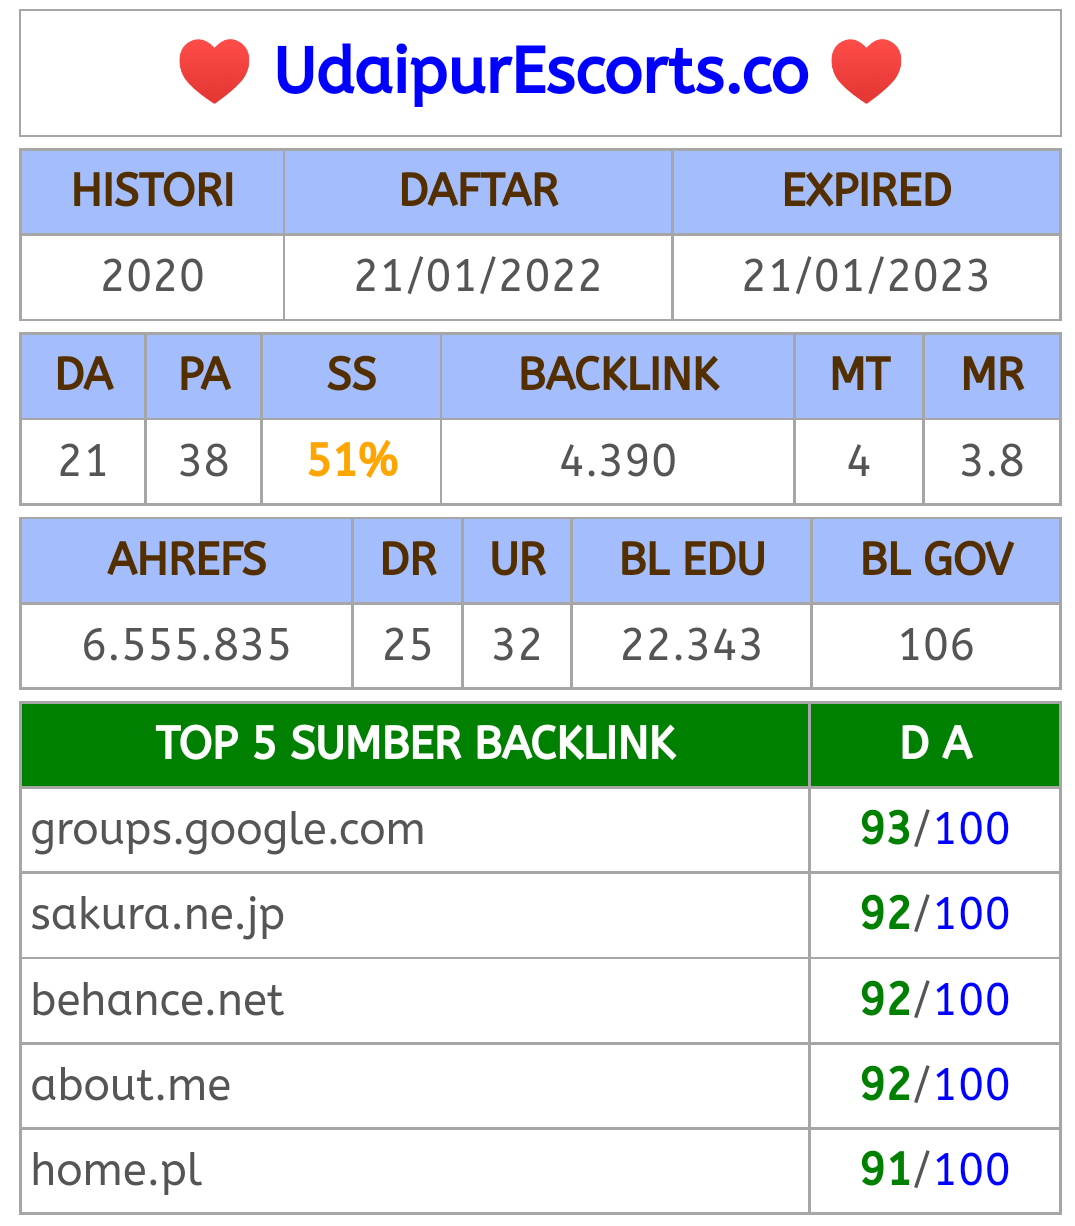 ❤️ UdaipurEscorts.co ❤️
HISTORI DAFTAR EXPIRED
2020 21/01/2022 21/01/2023
DA PA SS BACKLINK MT MR
21 38 51% 4.390 4 3.8
AHREFS DR UR BL EDU BL GOV
6.555.835 25 32 22.343 106
TOP 5 SUMBER BACKLINK D A
groups.google.com 93/100
sakura.ne.jp 92/100
behance.net 92/100
about.me 92/100
home.pl 91/100